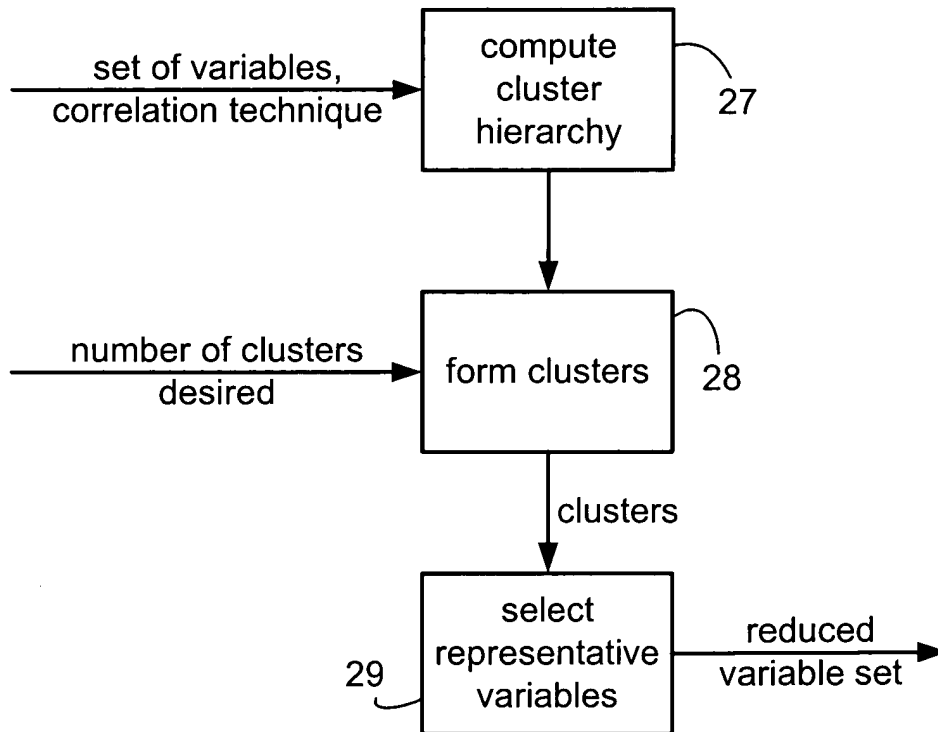 compute
cluster
hierarchy
27
set of variables,
correlation technique
number of clusters
desired
form clusters
28
clusters
select
representative
variables
29
reduced
variable set